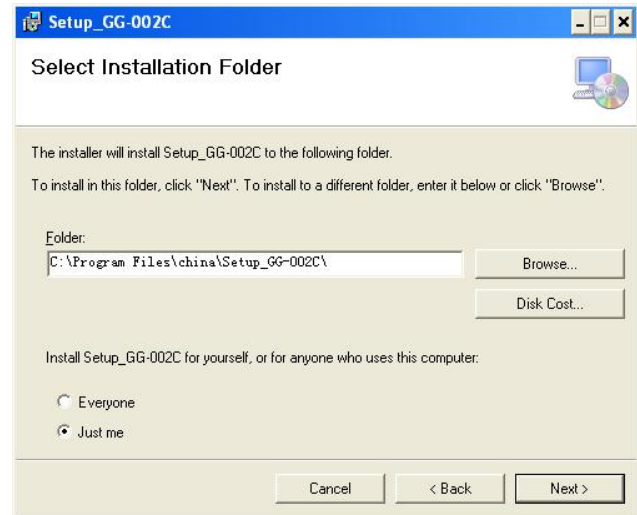 Setup_GG-002C
Select Installation Folder
The installer will install Setup_GG-002C to the following folder.
To install in this folder, click "Next". To install to a different folder, enter it below or click "Browse".
Folder:
C:\Program Files\china\Setup_GG-002C\
Browse...
Disk Cost...
Install Setup_GG-002C for yourself, or for anyone who uses this computer:
Everyone
Just me
Cancel
< Back
Next >